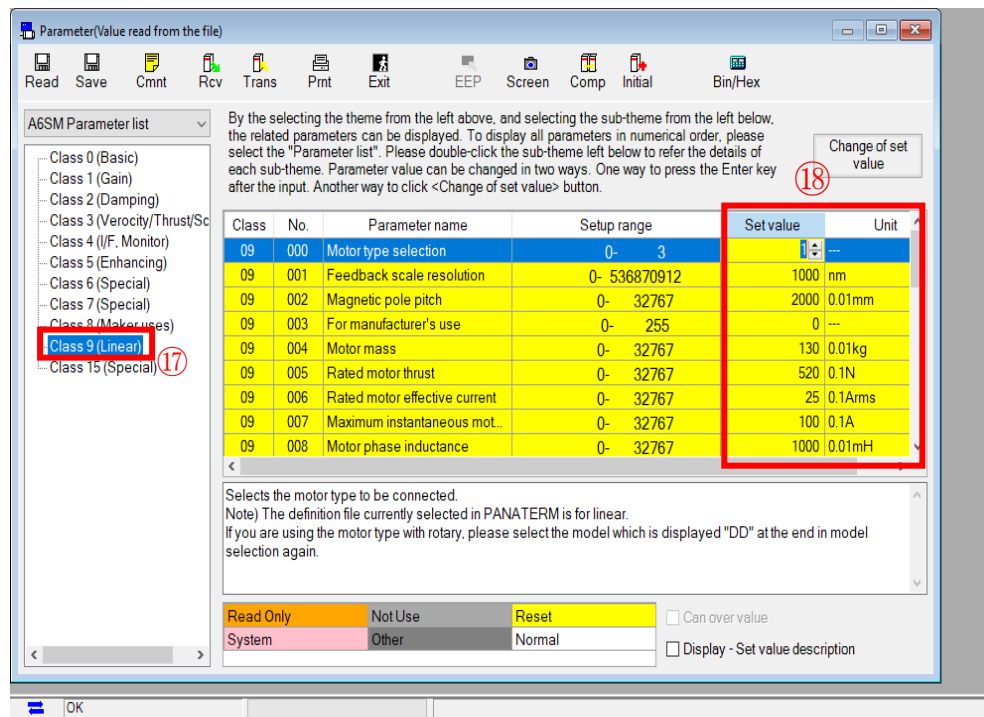 Parameter(Value read from the file)
Read Save Cmnt Rcv Trans Prnt Exit EEP Screen Comp Initial Bin/Hex
A6SM Parameter list
By the selecting the theme from the left above, and selecting the sub-theme from the left below,
the related parameters can be displayed. To display all parameters in numerical order, please
select the "Parameter list". Please double-click the sub-theme left below to refer the details of
each sub-theme. Parameter value can be changed in two ways. One way to press the Enter key
after the input. Another way to click <Change of set value> button.
Change of set
value
⑱
Class 0 (Basic)
Class 1 (Gain)
Class 2 (Damping)
Class 3 (Verocity/Thrust/Sc
Class 4 (I/F, Monitor)
Class 5 (Enhancing)
Class 6 (Special)
Class 7 (Special)
Class 8 (Maker uses)
Class 9 (Linear)
⑰
Class 15 (Special)
Class No. Parameter name Setup range Set value Unit
09 000 Motor type selection 0- 3 1 ---
09 001 Feedback scale resolution 0- 536870912 1000 nm
09 002 Magnetic pole pitch 0- 32767 2000 0.01mm
09 003 For manufacturer's use 0- 255 0 ---
09 004 Motor mass 0- 32767 130 0.01kg
09 005 Rated motor thrust 0- 32767 520 0.1N
09 006 Rated motor effective current 0- 32767 25 0.1Arms
09 007 Maximum instantaneous mot... 0- 32767 100 0.1A
09 008 Motor phase inductance 0- 32767 1000 0.01mH
Selects the motor type to be connected.
Note) The definition file currently selected in PANATERM is for linear.
If you are using the motor type with rotary, please select the model which is displayed "DD" at the end in model
selection again.
Read Only Not Use Reset
System Other Normal
Can over value
Display - Set value description
OK